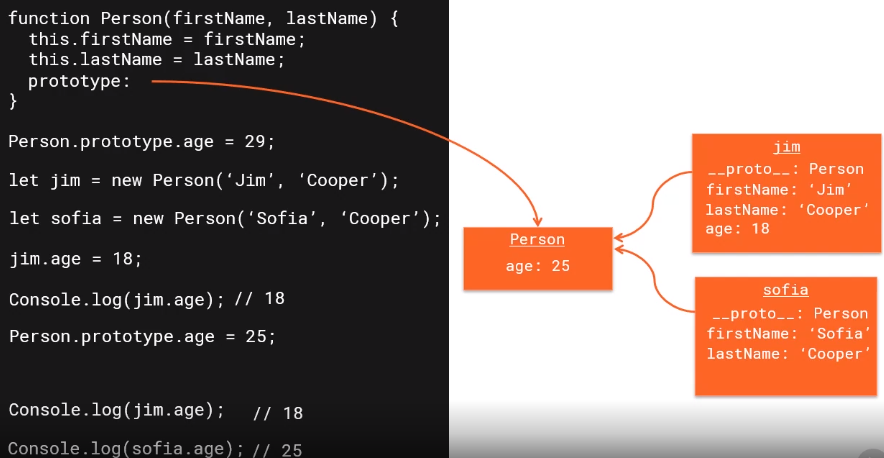 function Person(firstName, lastName) {
this.firstName = firstName;
this.lastName = lastName;
prototype:
}
Person.prototype.age = 29;
let jim = new Person(‘Jim’, ‘Cooper’);
let sofia = new Person(‘Sofia’, ‘Cooper’);
jim.age = 18;
Console.log(jim.age); // 18
Person.prototype.age = 25;
Console.log(jim.age); // 18
Console.log(sofia.age); // 25
Person
age: 25
jim
__proto__: Person
firstName: ‘Jim’
lastName: ‘Cooper’
age: 18
sofia
__proto__: Person
firstName: ‘Sofia’
lastName: ‘Cooper’